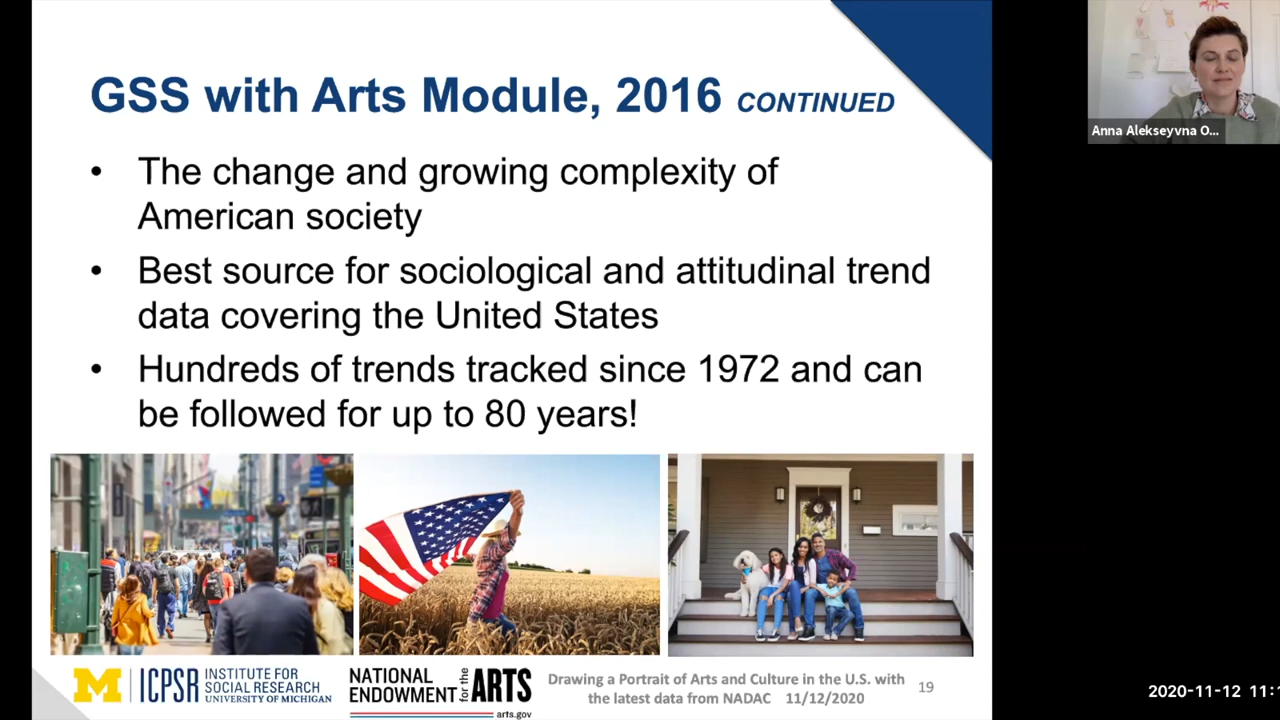 GSS with Arts Module, 2016 CONTINUED
• The change and growing complexity of
American society
• Best source for sociological and attitudinal trend
data covering the United States
• Hundreds of trends tracked since 1972 and can
be followed for up to 80 years!
M ICPSR INSTITUTE FOR
SOCIAL RESEARCH
UNIVERSITY OF MICHIGAN
NATIONAL
ENDOWMENT for the ARTS
arts.gov
Drawing a Portrait of Arts and Culture in the U.S. with
the latest data from NADAC 11/12/2020
19
Anna Alekseyvna O...
2020-11-12 11: